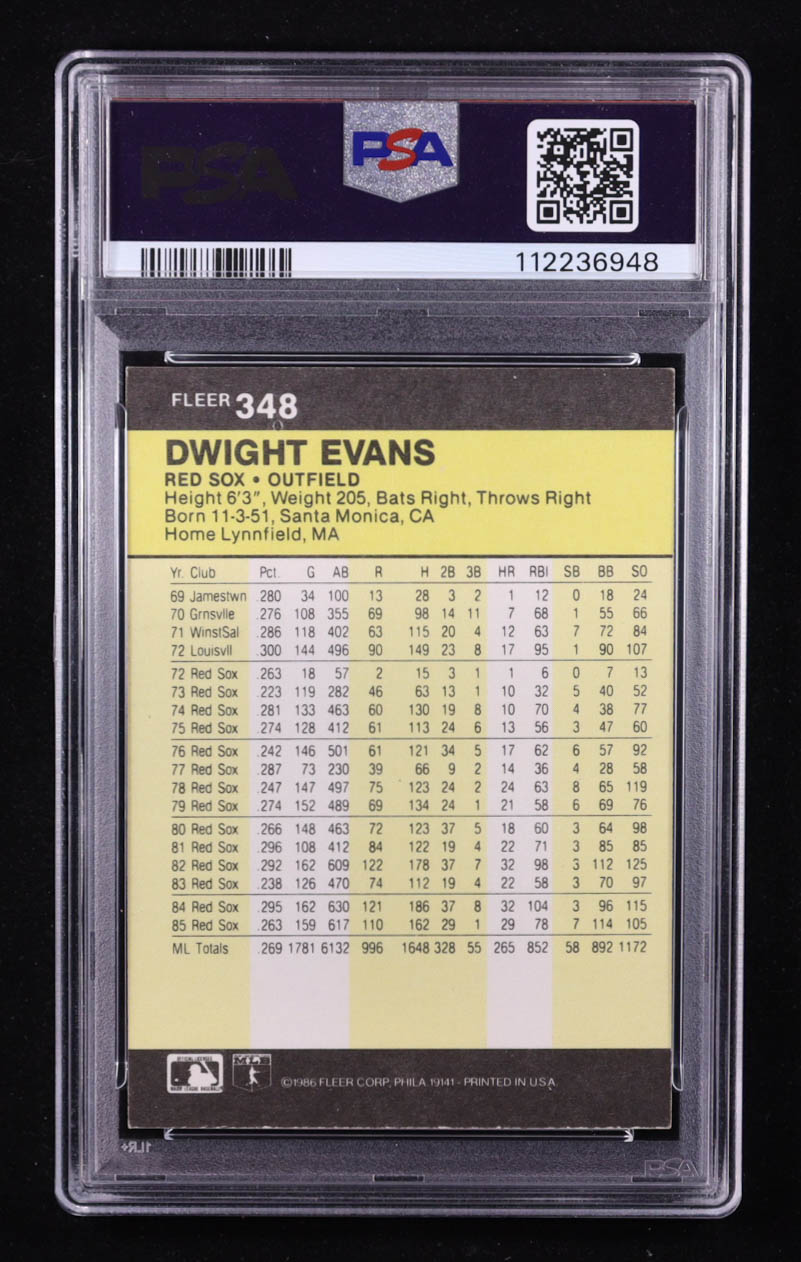 PSA
PSA
112236948
FLEER 348
DWIGHT EVANS
RED SOX • OUTFIELD
Height 6'3", Weight 205, Bats Right, Throws Right
Born 11-3-51, Santa Monica, CA
Home Lynnfield, MA
Yr. Club Pct. G AB R H 2B 3B HR RBI SB BB SO
69 Jamestwn .280 34 100 13 28 3 2 1 12 0 18 24
70 Grnsvlle .276 108 355 69 98 14 11 7 68 1 55 66
71 WinstSal .286 118 402 63 115 20 4 12 63 7 72 84
72 Louisvll .300 144 496 90 149 23 8 17 95 1 90 107
72 Red Sox .263 18 57 2 15 3 1 1 6 0 7 13
73 Red Sox .223 119 282 46 63 13 1 10 32 5 40 52
74 Red Sox .281 133 463 60 130 19 8 10 70 4 38 77
75 Red Sox .274 128 412 61 113 24 6 13 56 3 47 60
76 Red Sox .242 146 501 61 121 34 5 17 62 6 57 92
77 Red Sox .287 73 230 39 66 9 2 14 36 4 28 58
78 Red Sox .247 147 497 75 123 24 2 24 63 8 65 119
79 Red Sox .274 152 489 69 134 24 1 21 58 6 69 76
80 Red Sox .266 148 463 72 123 37 5 18 60 3 64 98
81 Red Sox .296 108 412 84 122 19 4 22 71 3 85 85
82 Red Sox .292 162 609 122 178 37 7 32 98 3 112 125
83 Red Sox .238 126 470 74 112 19 4 22 58 3 70 97
84 Red Sox .295 162 630 121 186 37 8 32 104 3 96 115
85 Red Sox .263 159 617 110 162 29 1 29 78 7 114 105
ML Totals .269 1781 6132 996 1648 328 55 265 852 58 892 1172
OFFICIAL LICENSEE
MAJOR LEAGUE BASEBALL
MLB
©1986 FLEER CORP, PHILA 19141 - PRINTED IN U.S.A.
1LR+
PSA